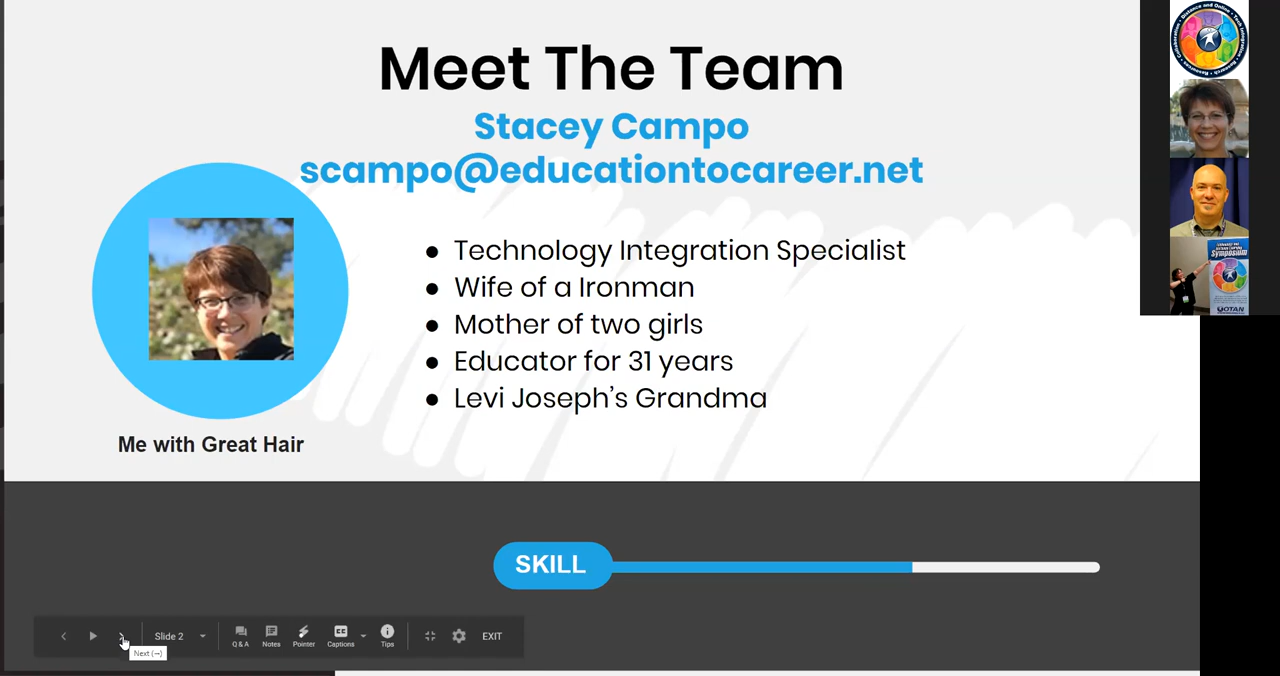 Meet The Team
Stacey Campo
scampo@educationtocareer.net
● Technology Integration Specialist
● Wife of a Ironman
● Mother of two girls
● Educator for 31 years
● Levi Joseph's Grandma
Me with Great Hair
SKILL
Slide 2
Q & A
Notes
Pointer
Captions
Tips
EXIT
Next (→)
Symposium
OTAN